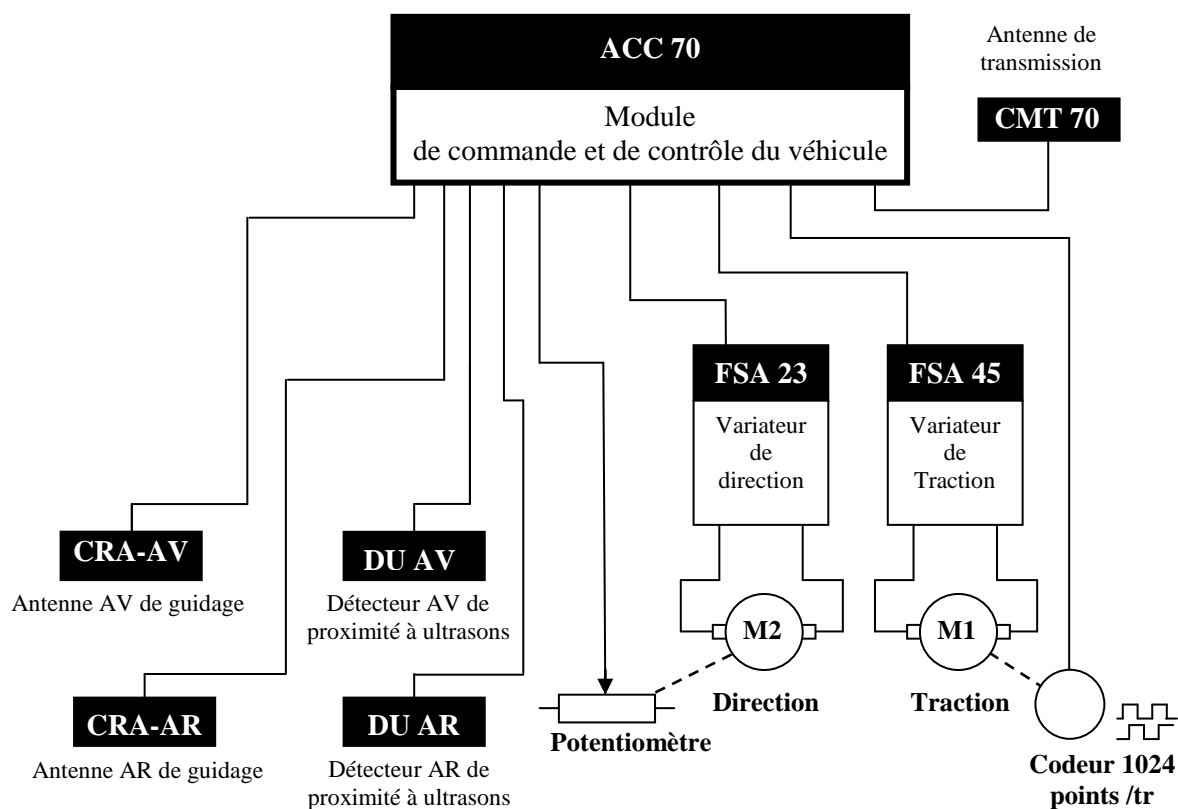 ACC 70
Module
de commande et de contrôle du véhicule
Antenne de
transmission
CMT 70
FSA 23
Variateur
de
direction
FSA 45
Variateur
de
Traction
CRA-AV
Antenne AV de guidage
DU AV
Détecteur AV de
proximité à ultrasons
M2
M1
Direction
Traction
CRA-AR
Antenne AR de guidage
DU AR
Détecteur AR de
proximité à ultrasons
Potentiomètre
Codeur 1024
points /tr